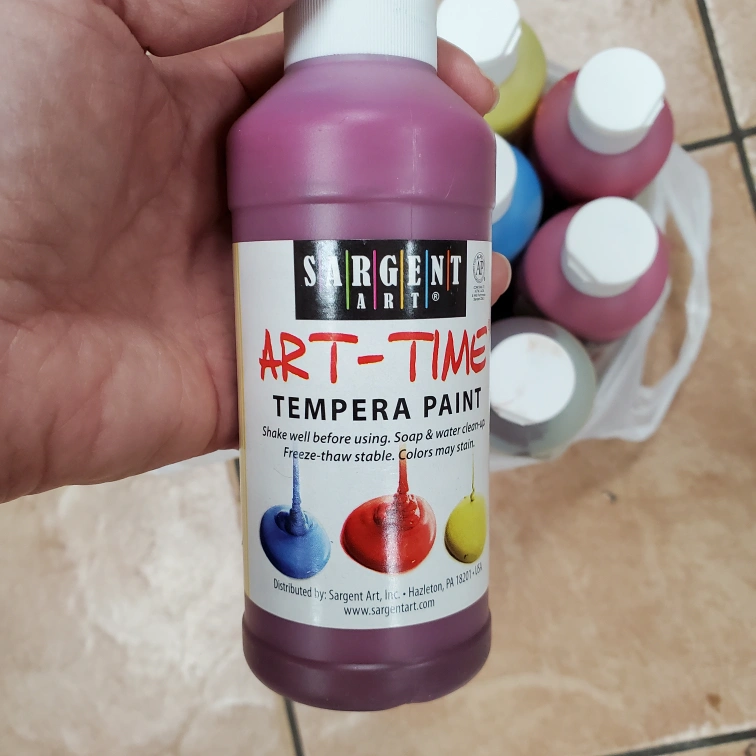 SARGENT
ART®
ART-TIME
TEMPERA PAINT
Shake well before using. Soap & water clean-up.
Freeze-thaw stable. Colors may stain.
Distributed by: Sargent Art, Inc. • Hazleton, PA 18201 • USA
www.sargentart.com
AP